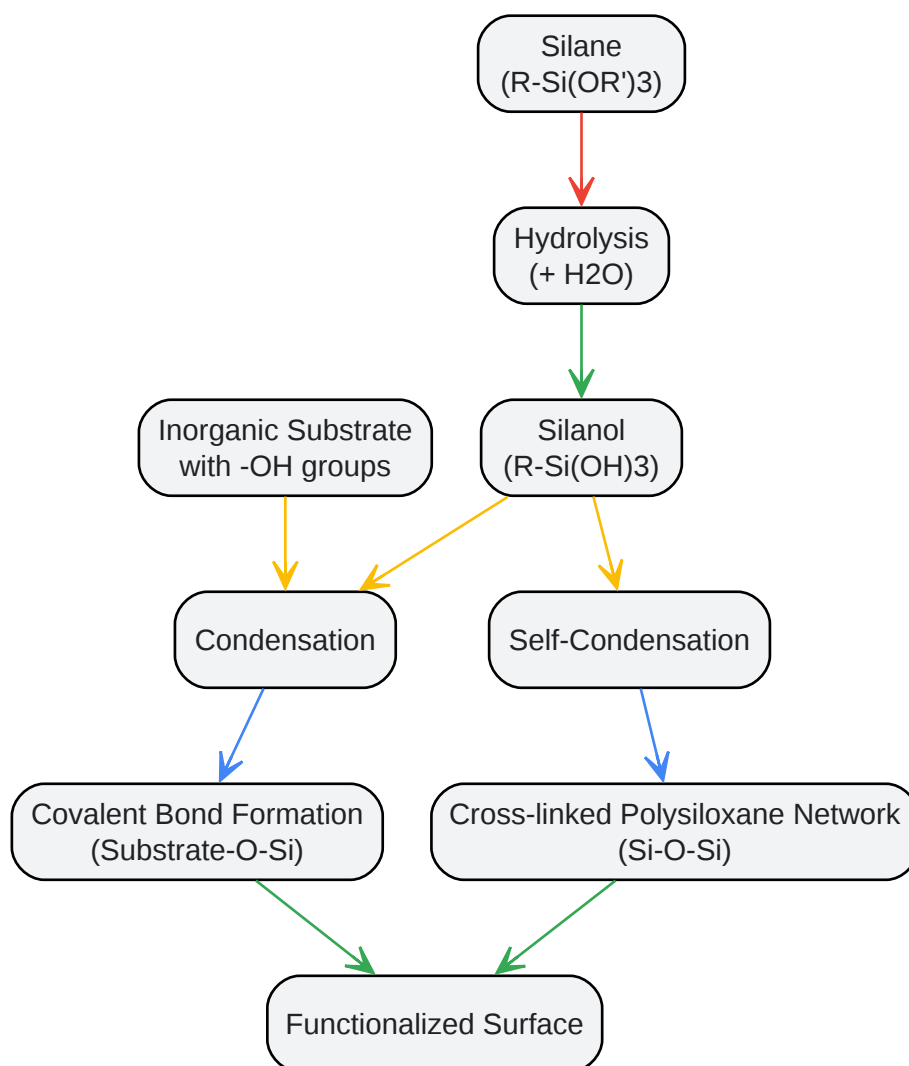 Silane
(R-Si(OR')3)
Hydrolysis
(+ H2O)
Inorganic Substrate
with -OH groups
Silanol
(R-Si(OH)3)
Condensation
Self-Condensation
Covalent Bond Formation
(Substrate-O-Si)
Cross-linked Polysiloxane Network
(Si-O-Si)
Functionalized Surface